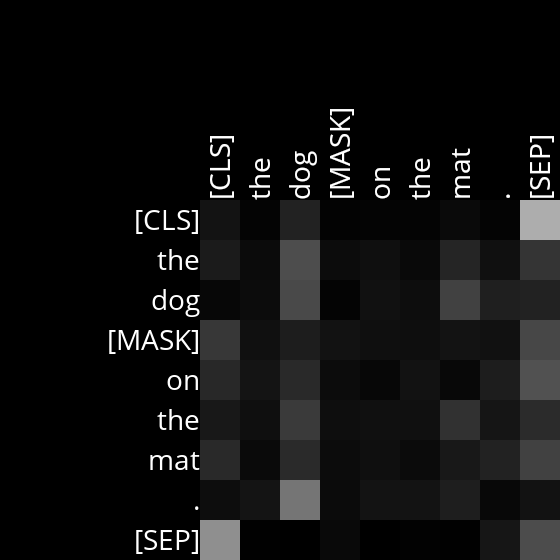 [CLS] the dog [MASK] on the mat . [SEP]
[CLS]
the
dog
[MASK]
on
the
mat
.
[SEP]